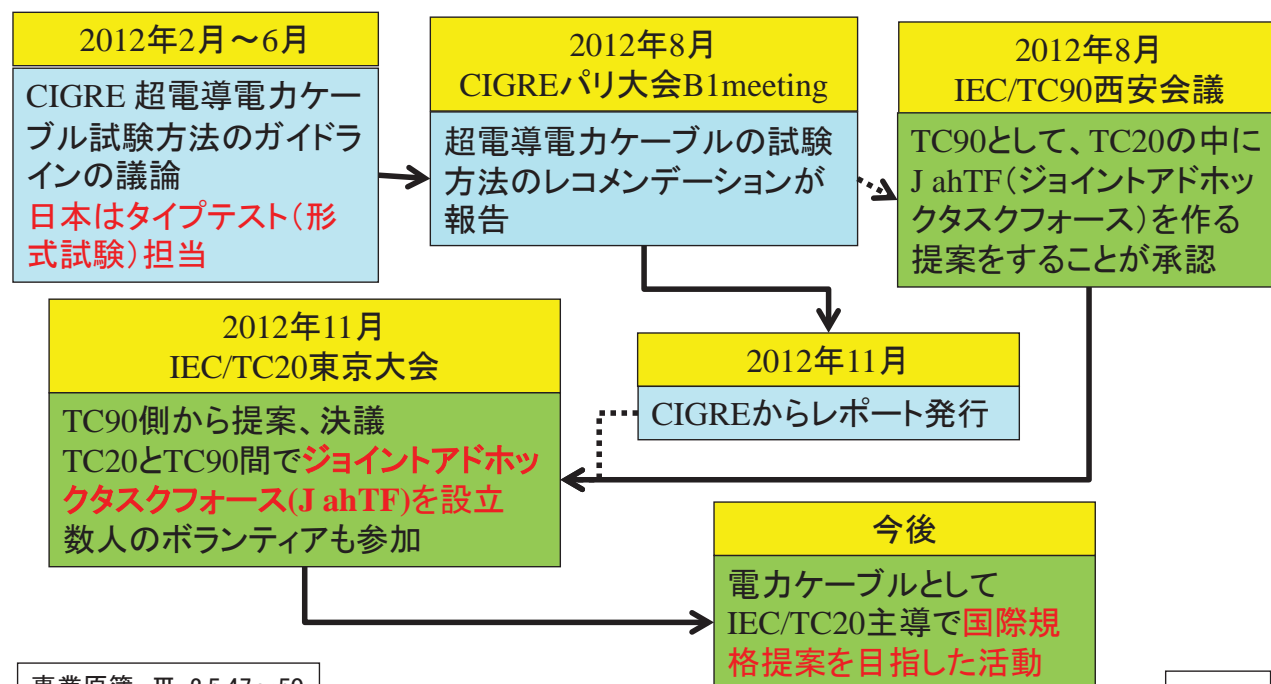 2012年2月～6月
CIGRE 超電導電力ケー
ブル試験方法のガイドラ
インの議論
日本はタイプテスト（形
式試験）担当
2012年8月
CIGREパリ大会B1meeting
超電導電力ケーブルの試験
方法のレコメンデーションが
報告
2012年8月
IEC/TC90西安会議
TC90として、TC20の中に
J ahTF（ジョイントアドホッ
クタスクフォース）を作る
提案をすることが承認
2012年11月
IEC/TC20東京大会
TC90側から提案、決議
TC20とTC90間でジョイントアドホッ
クタスクフォース(J ahTF)を設立
数人のボランティアも参加
2012年11月
CIGREからレポート発行
今後
電力ケーブルとして
IEC/TC20主導で国際規
格提案を目指した活動